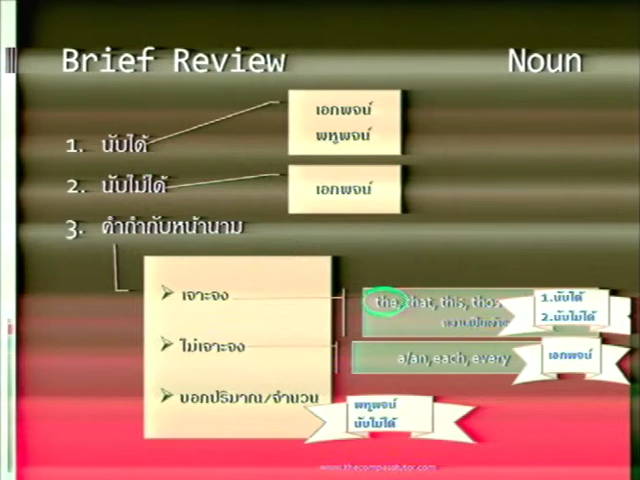 Brief Review Noun
เอกพจน์
พหูพจน์
1. นับได้
2. นับไม่ได้
เอกพจน์
3. คำกำกับหน้านาม
เจาะจง
the, that, this, thos
1.นับได้
2.นับไม่ได้
ไม่เจาะจง
a/an, each, every
เอกพจน์
บอกปริมาณ/จำนวน
พหูพจน์
นับไม่ได้
www.thecompasstutor.com